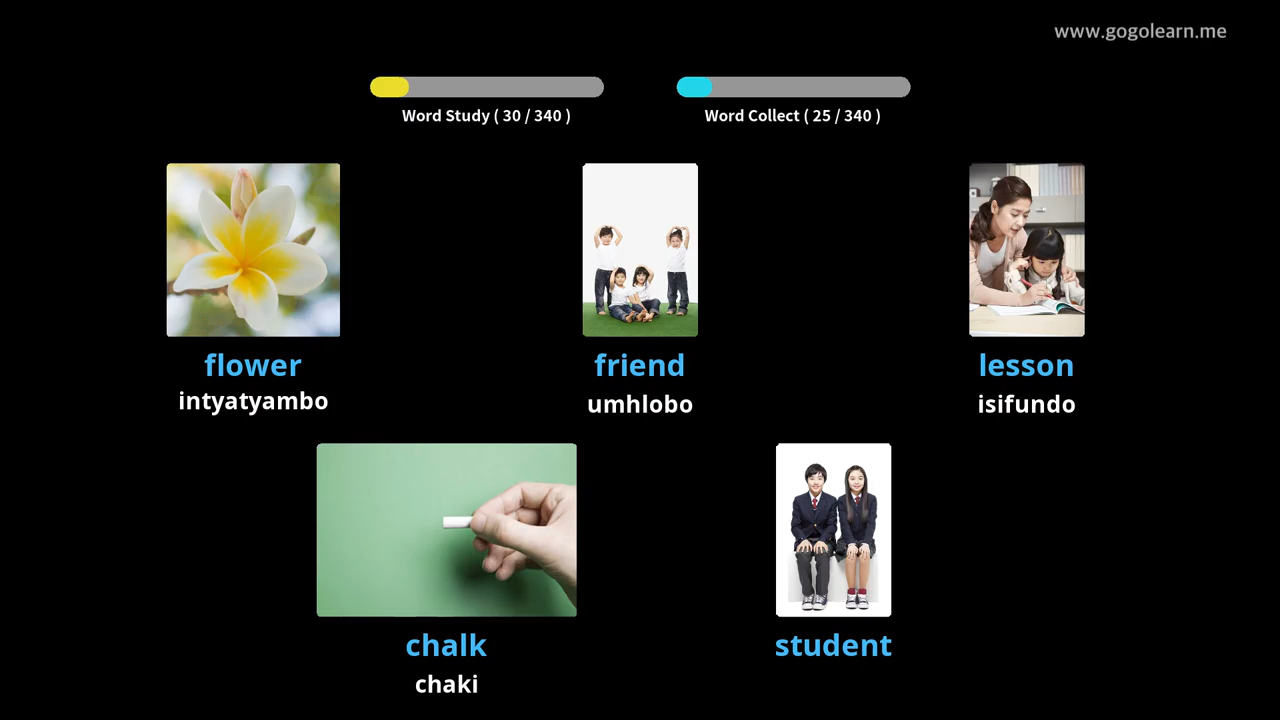 www.gogolearn.me
Word Study ( 30 / 340 )
Word Collect ( 25 / 340 )
flower
intyatyambo
friend
umhlobo
lesson
isifundo
chalk
chaki
student